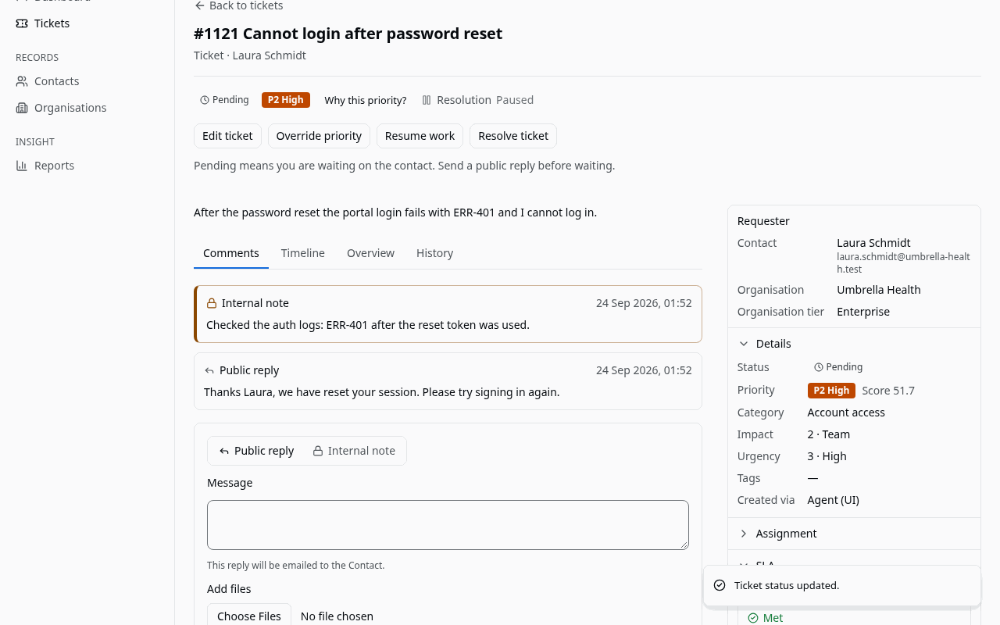 Tickets
RECORDS
Contacts
Organisations
INSIGHT
Reports
Back to tickets
#1121 Cannot login after password reset
Ticket · Laura Schmidt
Pending
P2 High
Why this priority?
Resolution Paused
Edit ticket
Override priority
Resume work
Resolve ticket
Pending means you are waiting on the contact. Send a public reply before waiting.
After the password reset the portal login fails with ERR-401 and I cannot log in.
Comments
Timeline
Overview
History
Internal note
24 Sep 2026, 01:52
Checked the auth logs: ERR-401 after the reset token was used.
Public reply
24 Sep 2026, 01:52
Thanks Laura, we have reset your session. Please try signing in again.
Public reply
Internal note
Message
This reply will be emailed to the Contact.
Add files
Choose Files
No file chosen
Requester
Contact
Laura Schmidt
laura.schmidt@umbrella-healt
h.test
Organisation
Umbrella Health
Organisation tier
Enterprise
Details
Status
Pending
Priority
P2 High
Score 51.7
Category
Account access
Impact
2 · Team
Urgency
3 · High
Tags
—
Created via
Agent (UI)
Assignment
SLA
Ticket status updated.
Met